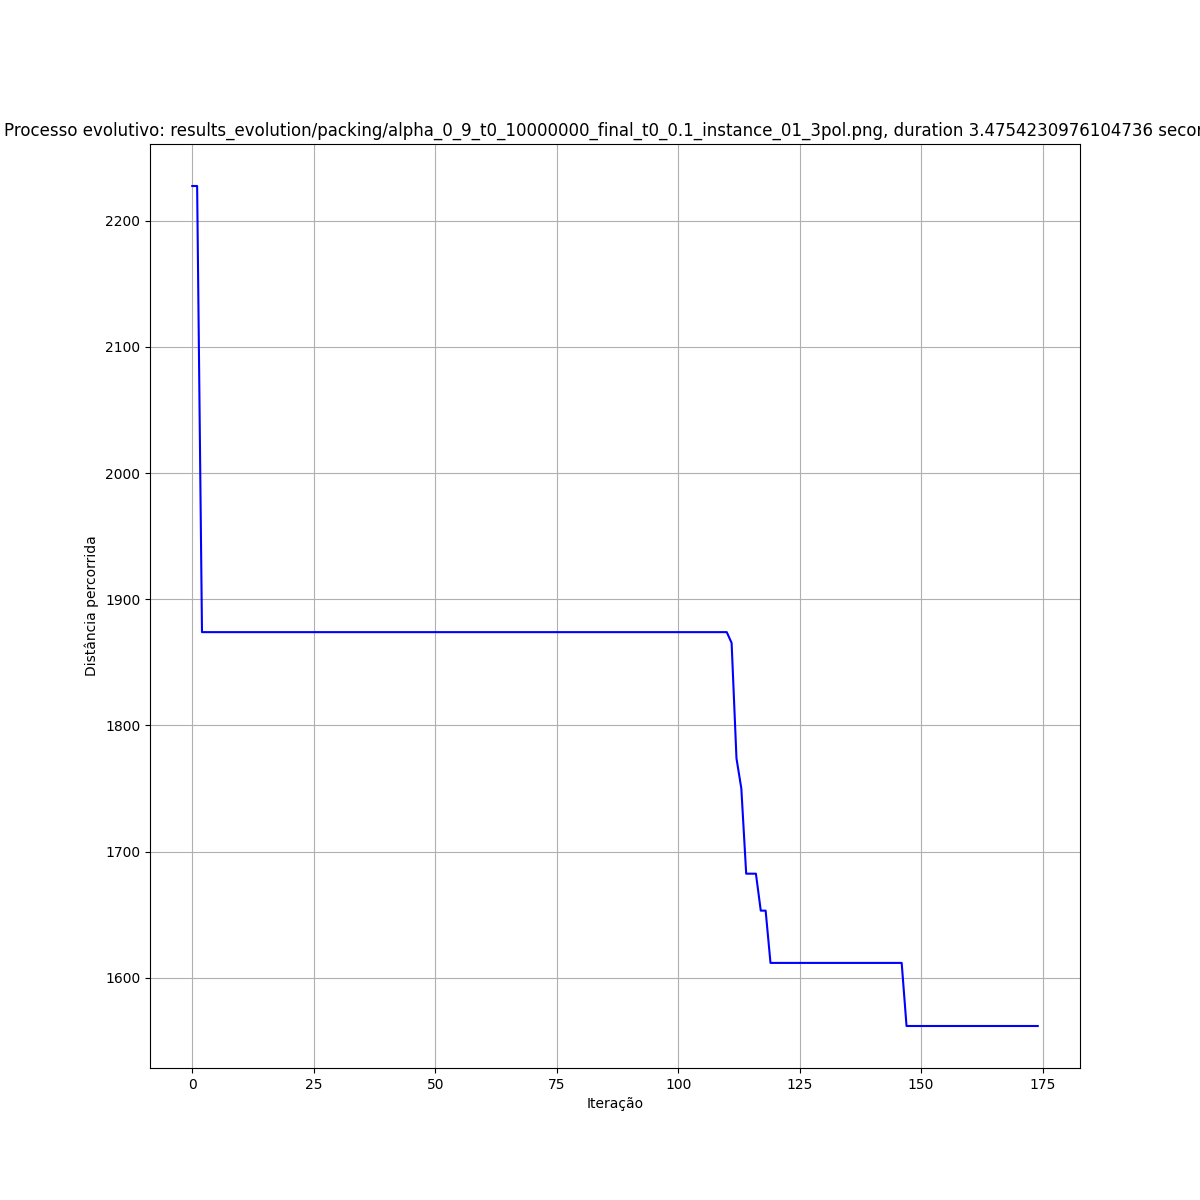 Processo evolutivo: results_evolution/packing/alpha_0_9_t0_10000000_final_t0_0.1_instance_01_3pol.png, duration 3.4754230976104736
2200
2100
2000
1900
1800
1700
1600
Distância percorrida
0 25 50 75 100 125 150 175
Iteração